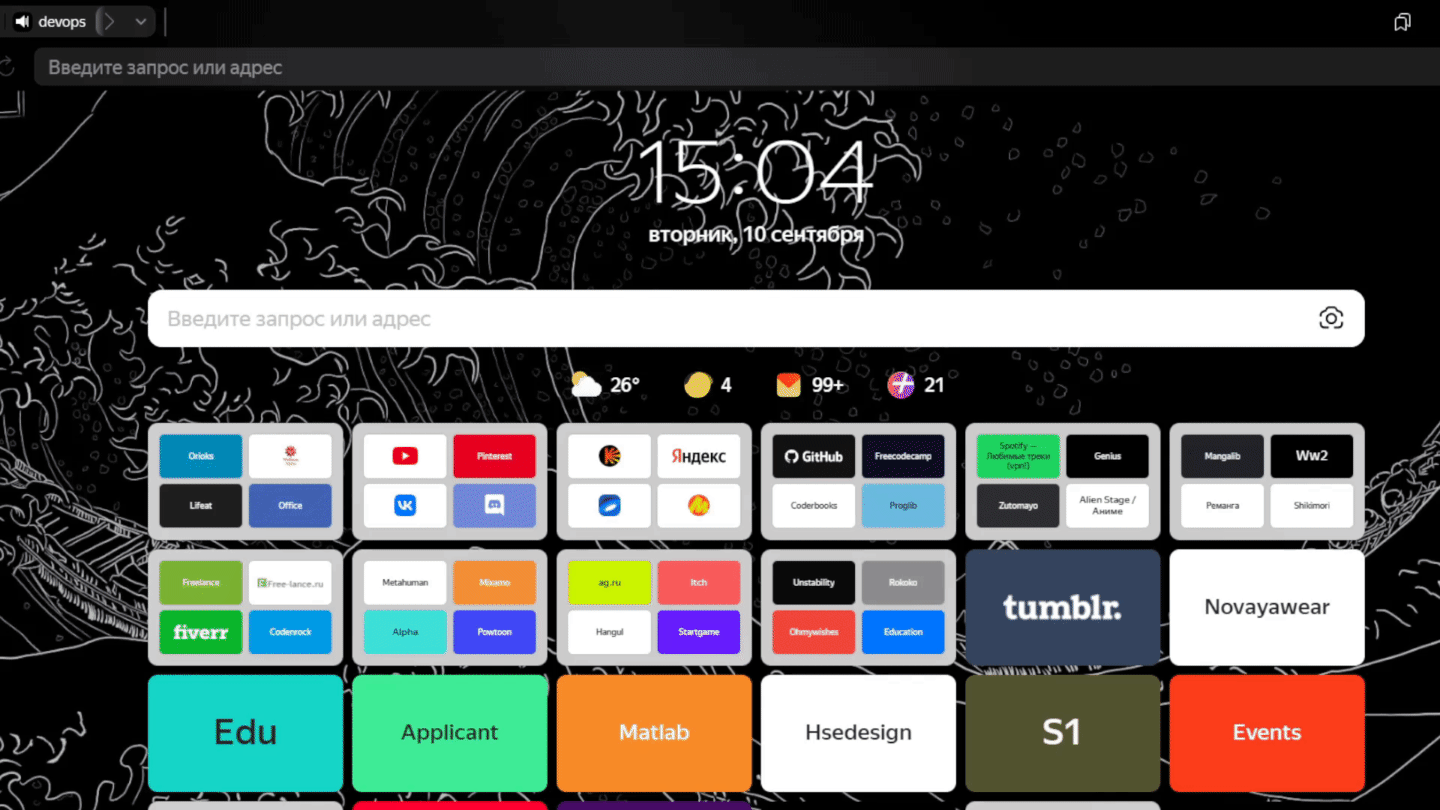 devops
Введите запрос или адрес
15:04
вторник, 10 сентября
Введите запрос или адрес
26°
4
99+
21
Orioks
Pinterest
Lifeat
Office
Яндекс
GitHub
Freecodecamp
Coderbooks
Proglib
Spotify —
Любимые треки
(vpn!)
Genius
Zutomayo
Alien Stage /
Аниме
Mangalib
Ww2
Реманга
Shikimori
Freelance
Free-lance.ru
fiverr
Codenrock
Metahuman
Mixamo
Alpha
Powtoon
ag.ru
Itch
Hangul
Startgame
Unstability
Rokoko
Ohmywishes
Education
tumblr.
Novayawear
Edu
Applicant
Matlab
Hsedesign
S1
Events